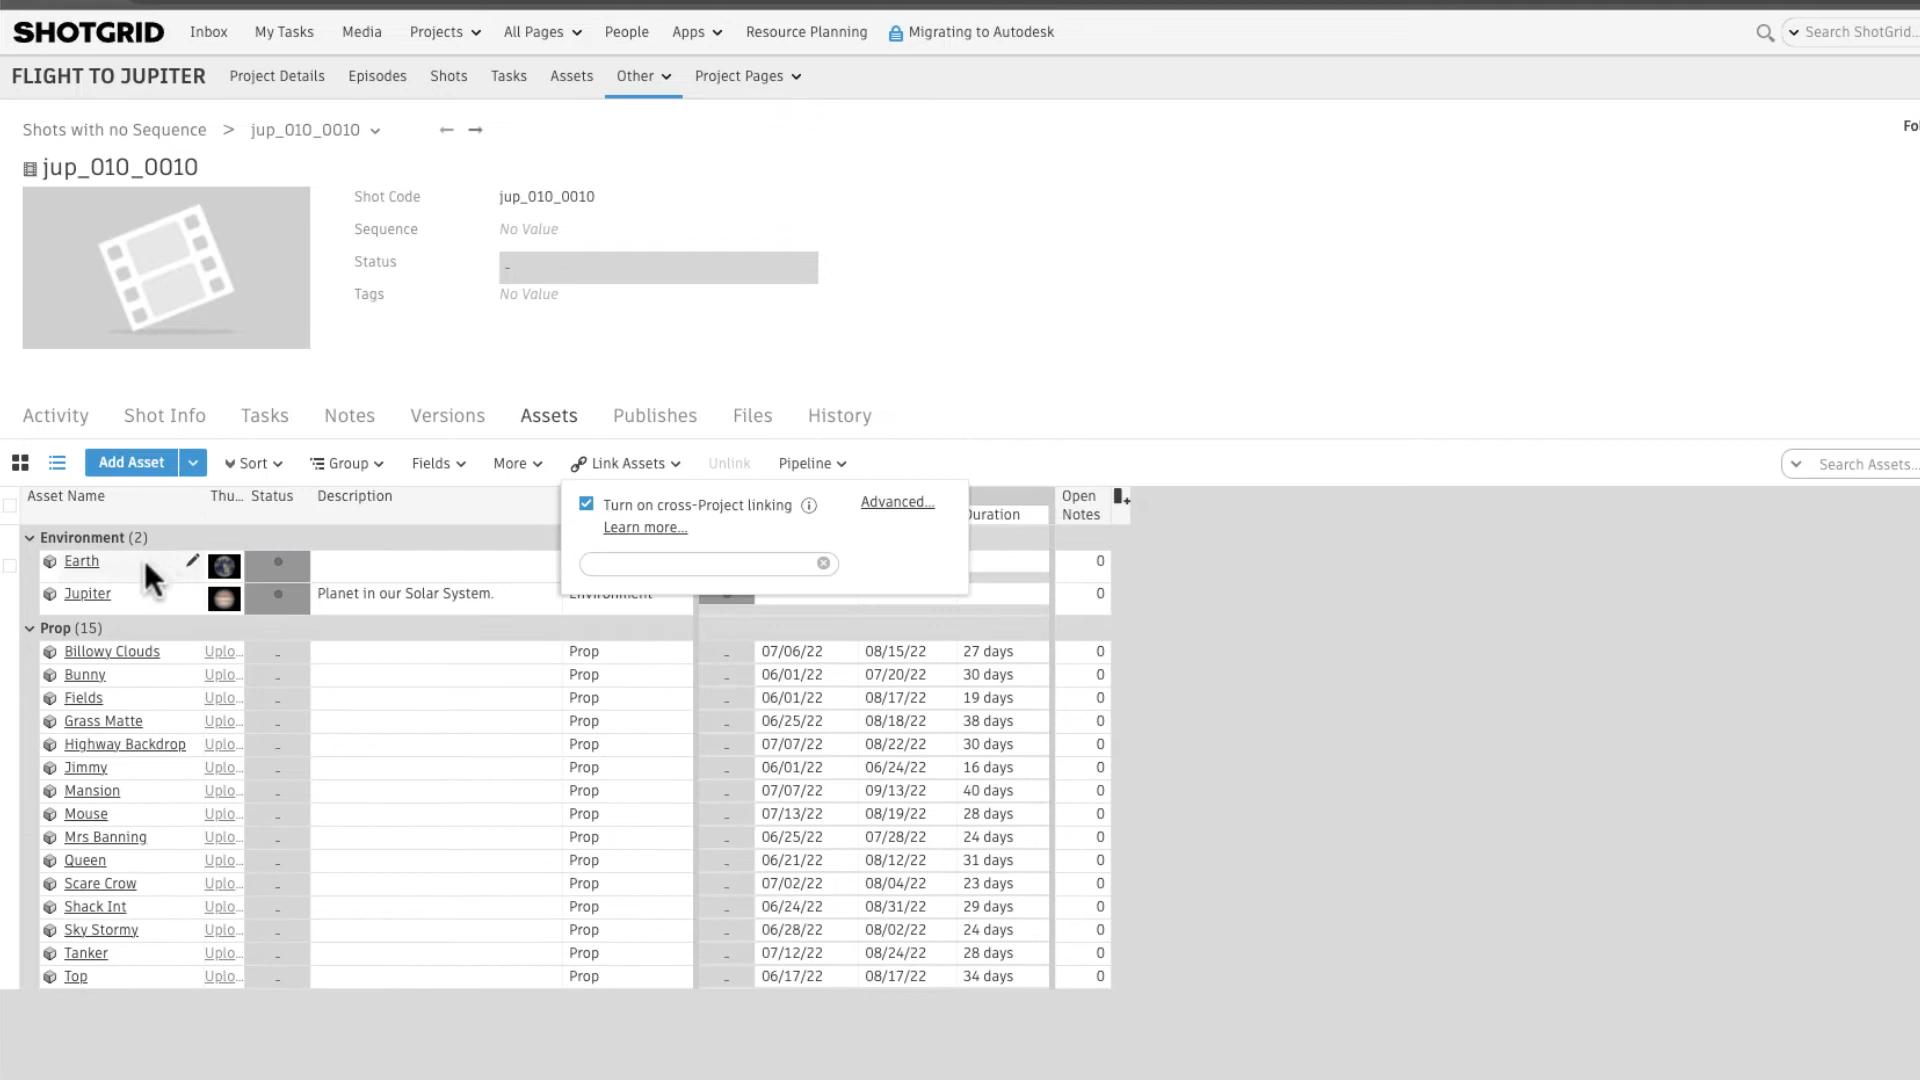 SHOTGRID Inbox My Tasks Media Projects All Pages People Apps Resource Planning Migrating to Autodesk Search ShotGrid...
FLIGHT TO JUPITER Project Details Episodes Shots Tasks Assets Other Project Pages
Shots with no Sequence > jup_010_0010 ← → Fo
jup_010_0010
Shot Code jup_010_0010
Sequence No Value
Status -
Tags No Value
Activity Shot Info Tasks Notes Versions Assets Publishes Files History
Add Asset Sort Group Fields More Link Assets Unlink Pipeline Search Assets...
Asset Name Thu... Status Description Duration Open Notes
Turn on cross-Project linking Advanced...
Learn more...
Environment (2)
Earth 0
Jupiter Planet in our Solar System. Environment 0
Prop (15)
Billowy Clouds Uplo... - Prop - 07/06/22 08/15/22 27 days 0
Bunny Uplo... - Prop - 06/01/22 07/20/22 30 days 0
Fields Uplo... - Prop - 06/01/22 08/17/22 19 days 0
Grass Matte Uplo... - Prop - 06/25/22 08/18/22 38 days 0
Highway Backdrop Uplo... - Prop - 07/07/22 08/22/22 30 days 0
Jimmy Uplo... - Prop - 06/01/22 06/24/22 16 days 0
Mansion Uplo... - Prop - 07/07/22 09/13/22 40 days 0
Mouse Uplo... - Prop - 07/13/22 08/19/22 28 days 0
Mrs Banning Uplo... - Prop - 06/25/22 07/28/22 24 days 0
Queen Uplo... - Prop - 06/21/22 08/12/22 31 days 0
Scare Crow Uplo... - Prop - 07/02/22 08/04/22 23 days 0
Shack Int Uplo... - Prop - 06/24/22 08/31/22 29 days 0
Sky Stormy Uplo... - Prop - 06/28/22 08/02/22 24 days 0
Tanker Uplo... - Prop - 07/12/22 08/24/22 28 days 0
Top Uplo... - Prop - 06/17/22 08/17/22 34 days 0